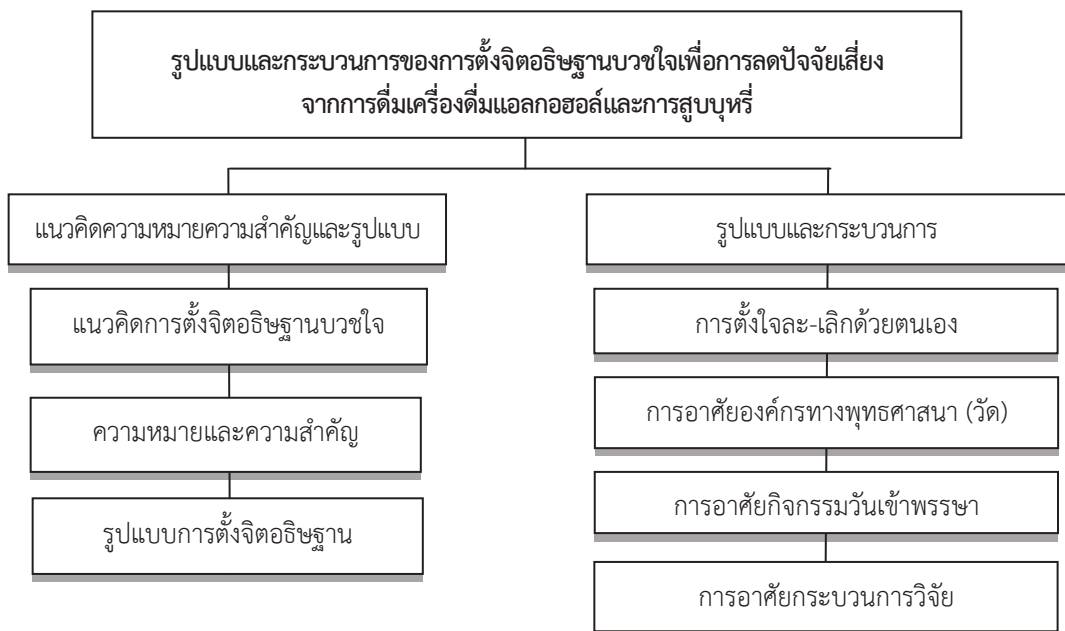 รูปแบบและกระบวนการของการตั้งจิตอธิษฐานบวชใจเพื่อการลดปัจจัยเสี่ยง
จากการดื่มเครื่องดื่มแอลกอฮอล์และการสูบบุหรี่
แนวคิดความหมายความสำคัญและรูปแบบ
แนวคิดการตั้งจิตอธิษฐานบวชใจ
ความหมายและความสำคัญ
รูปแบบการตั้งจิตอธิษฐาน
รูปแบบและกระบวนการ
การตั้งใจละ-เลิกด้วยตนเอง
การอาศัยองค์กรทางพุทธศาสนา (วัด)
การอาศัยกิจกรรมวันเข้าพรรษา
การอาศัยกระบวนการวิจัย